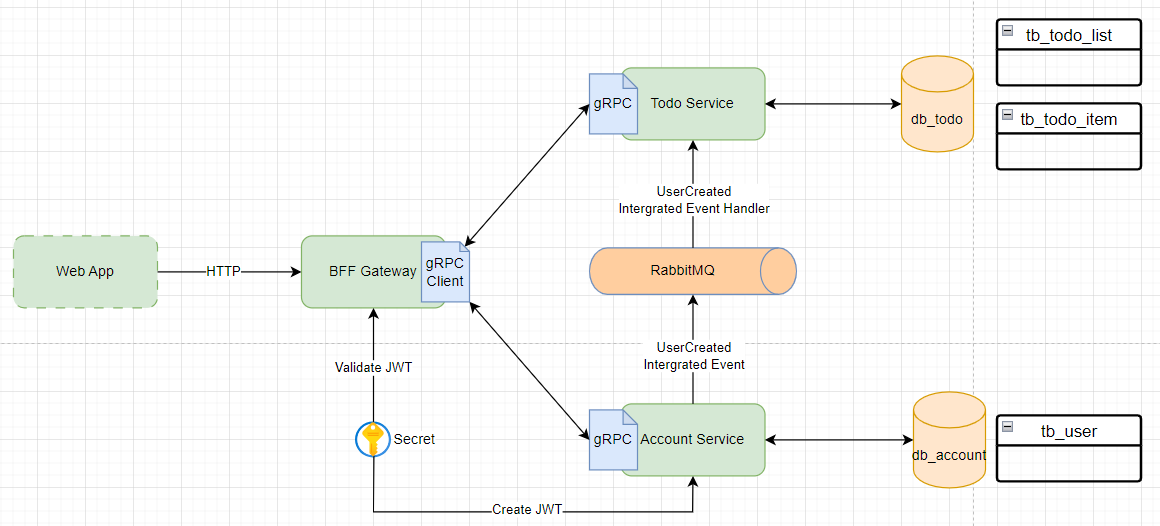 tb_todo_list
gRPC
Todo Service
db_todo
tb_todo_item
UserCreated
Intergrated Event Handler
Web App
HTTP
BFF Gateway
gRPC
Client
RabbitMQ
UserCreated
Intergrated Event
Validate JWT
Secret
gRPC
Account Service
db_account
tb_user
Create JWT